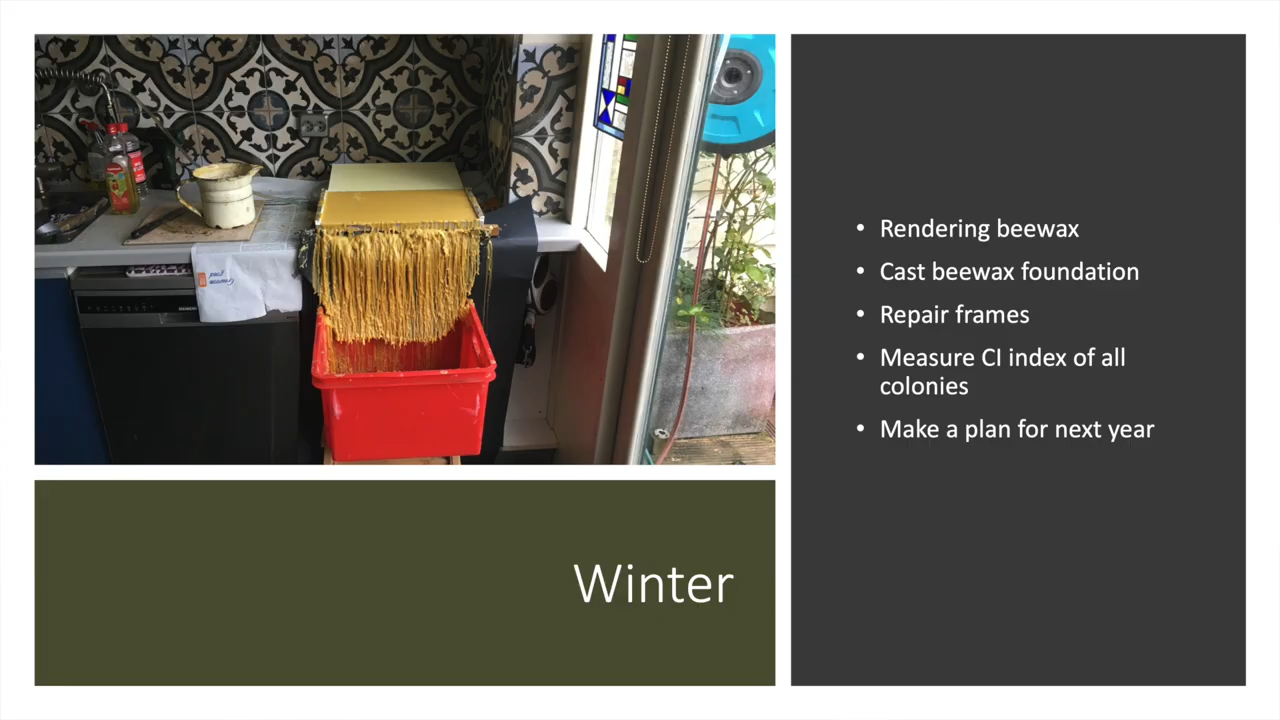 Winter
• Rendering beewax
• Cast beewax foundation
• Repair frames
• Measure CI index of all
colonies
• Make a plan for next year